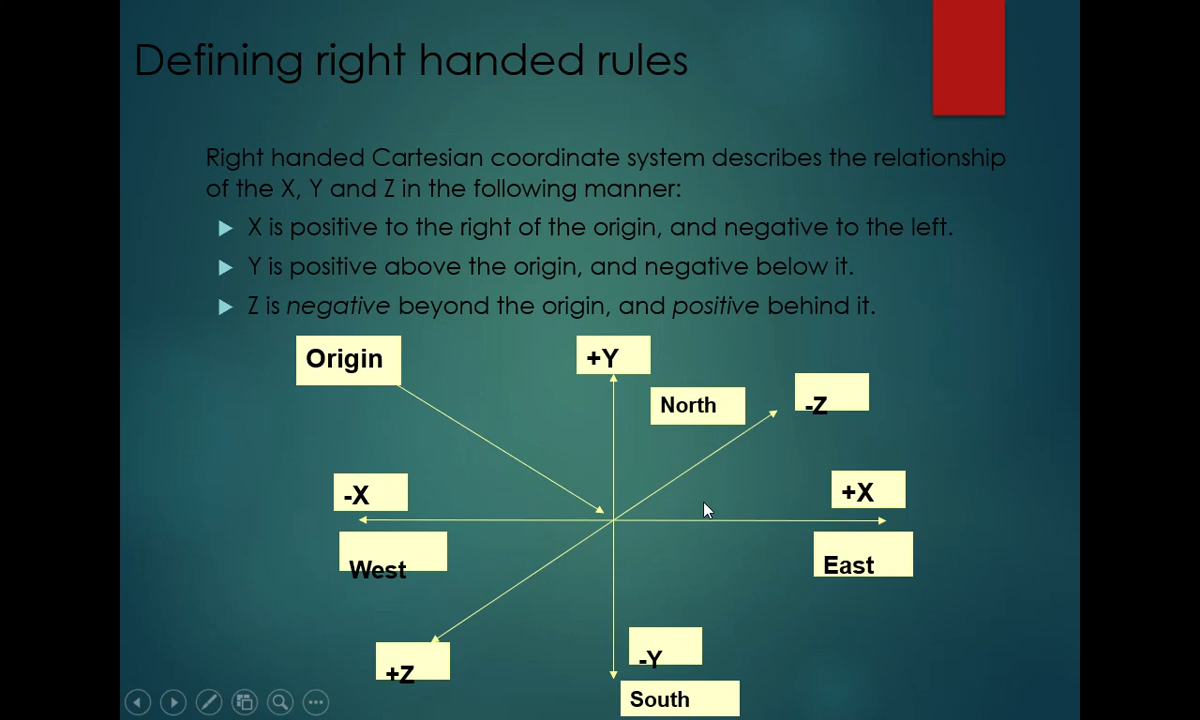 Defining right handed rules
Right handed Cartesian coordinate system describes the relationship
of the X, Y and Z in the following manner:
X is positive to the right of the origin, and negative to the left.
Y is positive above the origin, and negative below it.
Z is negative beyond the origin, and positive behind it.
Origin
+Y
North
-Z
-X
+X
West
East
+Z
-Y
South